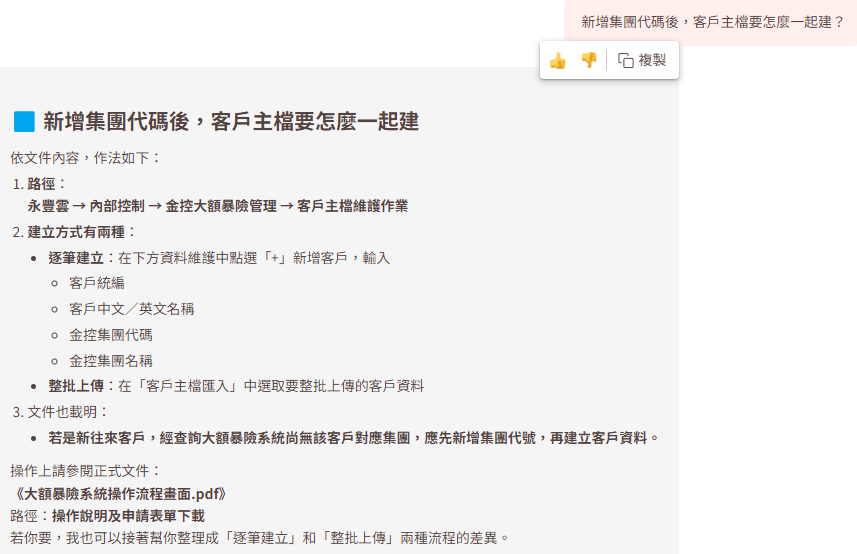 新增集團代碼後，客戶主檔要怎麼一起建？
👍 👎 複製
新增集團代碼後，客戶主檔要怎麼一起建
依文件內容，作法如下：
1. 路徑：
永豐雲 → 內部控制 → 金控大額暴險管理 → 客戶主檔維護作業
2. 建立方式有兩種：
逐筆建立：在下方資料維護中點選「+」新增客戶，輸入
客戶統編
客戶中文／英文名稱
金控集團代碼
金控集團名稱
整批上傳：在「客戶主檔匯入」中選取要整批上傳的客戶資料
3. 文件也載明：
若是新往來客戶，經查詢大額暴險系統尚無該客戶對應集團，應先新增集團代號，再建立客戶資料。
操作上請參閱正式文件：
《大額暴險系統操作流程畫面.pdf》
路徑：操作說明及申請表單下載
若你要，我也可以接著幫你整理成「逐筆建立」和「整批上傳」兩種流程的差異。